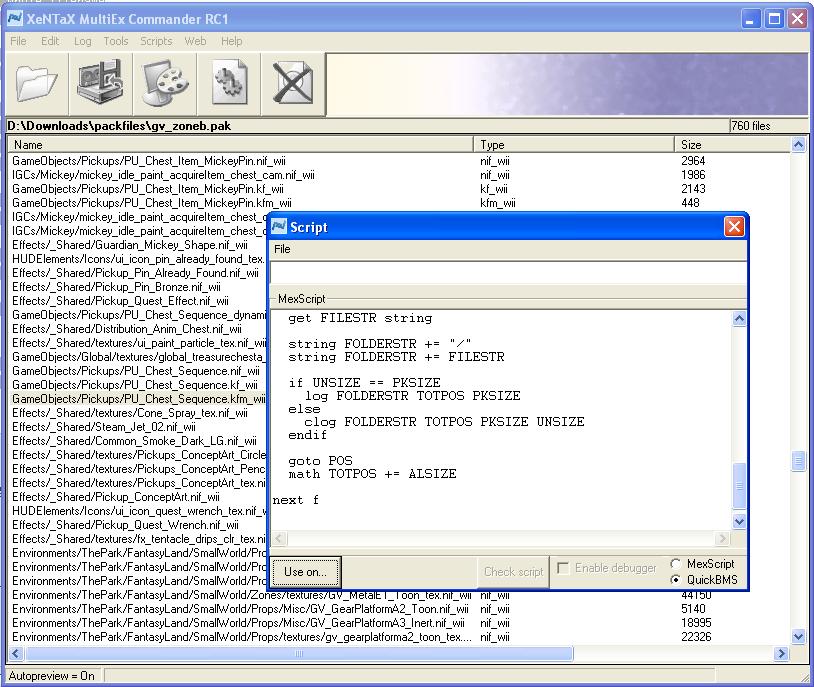 XeNTaX MultiEx Commander RC1
File Edit Log Tools Scripts Web Help
D:\Downloads\packfiles\gv_zoneb.pak 760 files
Name Type Size
GameObjects/Pickups/PU_Chest_Item_MickeyPin.nif_wii nif_wii 2964
IGCs/Mickey/mickey_idle_paint_acquireItem_chest_cam.nif_wii nif_wii 1986
GameObjects/Pickups/PU_Chest_Item_MickeyPin.kf_wii kf_wii 2143
GameObjects/Pickups/PU_Chest_Item_MickeyPin.kfm_wii kfm_wii 448
IGCs/Mickey/mickey_idle_paint_acquireItem_chest_c
IGCs/Mickey/mickey_idle_paint_acquireItem_chest_c
Effects/_Shared/Guardian_Mickey_Shape.nif_wii
HUDElements/Icons/ui_icon_pin_already_found_tex.
Effects/_Shared/Pickup_Pin_Already_Found.nif_wii
Effects/_Shared/Pickup_Pin_Bronze.nif_wii
Effects/_Shared/Pickup_Quest_Effect.nif_wii
GameObjects/Pickups/PU_Chest_Sequence_dynami
Effects/_Shared/Distribution_Anim_Chest.nif_wii
Effects/_Shared/textures/ui_paint_particle_tex.nif_wii
GameObjects/Global/textures/global_treasurechesta_
GameObjects/Pickups/PU_Chest_Sequence.nif_wii
GameObjects/Pickups/PU_Chest_Sequence.kf_wii
GameObjects/Pickups/PU_Chest_Sequence.kfm_wii
Effects/_Shared/textures/Cone_Spray_tex.nif_wii
Effects/_Shared/Steam_Jet_02.nif_wii
Effects/_Shared/Common_Smoke_Dark_LG.nif_wii
Effects/_Shared/textures/Pickups_ConceptArt_Circle
Effects/_Shared/textures/Pickups_ConceptArt_Penc
Effects/_Shared/textures/Pickups_ConceptArt_tex.ni
Effects/_Shared/Pickup_ConceptArt.nif_wii
HUDElements/Icons/ui_icon_quest_wrench_tex.nif_w
Effects/_Shared/Pickup_Quest_Wrench.nif_wii
Effects/_Shared/textures/fx_tentacle_drips_clr_tex.ni
Environments/ThePark/FantasyLand/SmallWorld/Pro
Environments/ThePark/FantasyLand/SmallWorld/Pro
Environments/ThePark/FantasyLand/SmallWorld/Pro
Environments/ThePark/FantasyLand/SmallWorld/Zones/textures/GV_MetalET_Toon_tex.nif_wii nif_wii 44150
Environments/ThePark/FantasyLand/SmallWorld/Props/Misc/GV_GearPlatformA2_Toon.nif_wii nif_wii 5140
Environments/ThePark/FantasyLand/SmallWorld/Props/Misc/GV_GearPlatformA3_Inert.nif_wii nif_wii 18995
Environments/ThePark/FantasyLand/SmallWorld/Props/textures/gv_gearplatforma2_toon_tex.... nif_wii 22326
Autopreview = On
Script
File
MexScript
get FILESTR string
string FOLDERSTR += "/"
string FOLDERSTR += FILESTR
if UNSIZE == PKSIZE
log FOLDERSTR TOTPOS PKSIZE
else
clog FOLDERSTR TOTPOS PKSIZE UNSIZE
endif
goto POS
math TOTPOS += ALSIZE
next f
Use on... Check script Enable debugger MexScript
QuickBMS